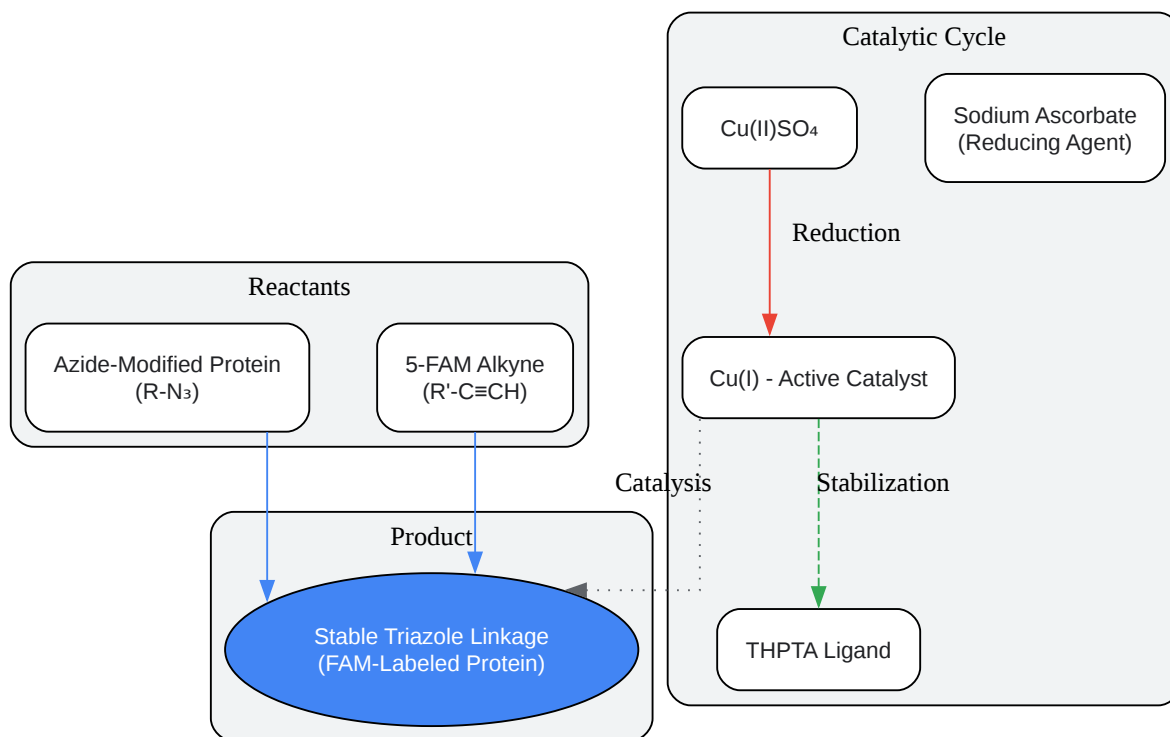 Catalytic Cycle
Cu(II)SO₄
Sodium Ascorbate
(Reducing Agent)
Reduction
Reactants
Azide-Modified Protein
(R-N₃)
5-FAM Alkyne
(R'-C≡CH)
Cu(I) - Active Catalyst
Catalysis
Stabilization
Product
Stable Triazole Linkage
(FAM-Labeled Protein)
THPTA Ligand